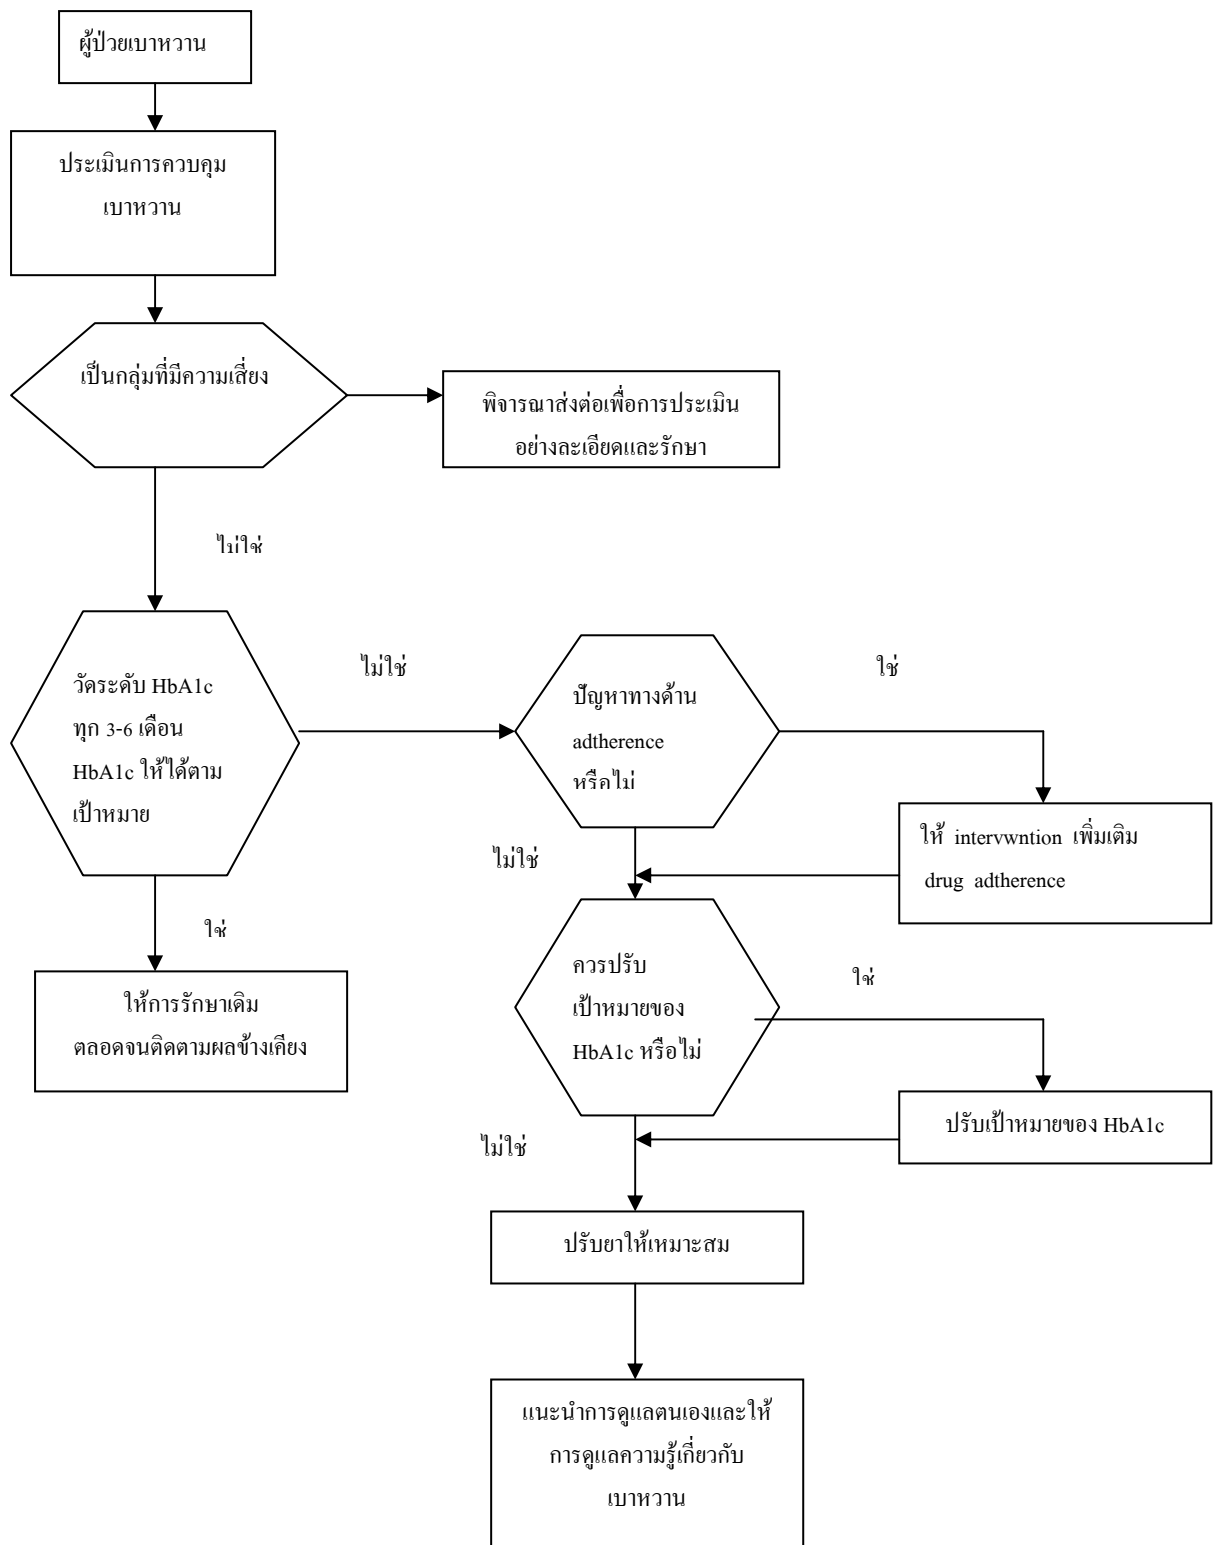 ผู้ป่วยเบาหวาน
ประเมินการควบคุม
เบาหวาน
เป็นกลุ่มที่มีความเสี่ยง
พิจารณาส่งต่อเพื่อการประเมิน
อย่างละเอียดและรักษา
ไม่ใช่
วัดระดับ HbA1c
ทุก 3-6 เดือน
HbA1c ให้ได้ตาม
เป้าหมาย
ไม่ใช่
ปัญหาทางด้าน
adtherence
หรือไม่
ใช่
ให้ intervwntion เพิ่มเติม
drug adtherence
ไม่ใช่
ใช่
ให้การรักษาเดิม
ตลอดจนติดตามผลข้างเคียง
ควรปรับ
เป้าหมายของ
HbA1c หรือไม่
ใช่
ปรับเป้าหมายของ HbA1c
ไม่ใช่
ปรับยาให้เหมาะสม
แนะนำการดูแลตนเองและให้
การดูแลความรู้เกี่ยวกับ
เบาหวาน